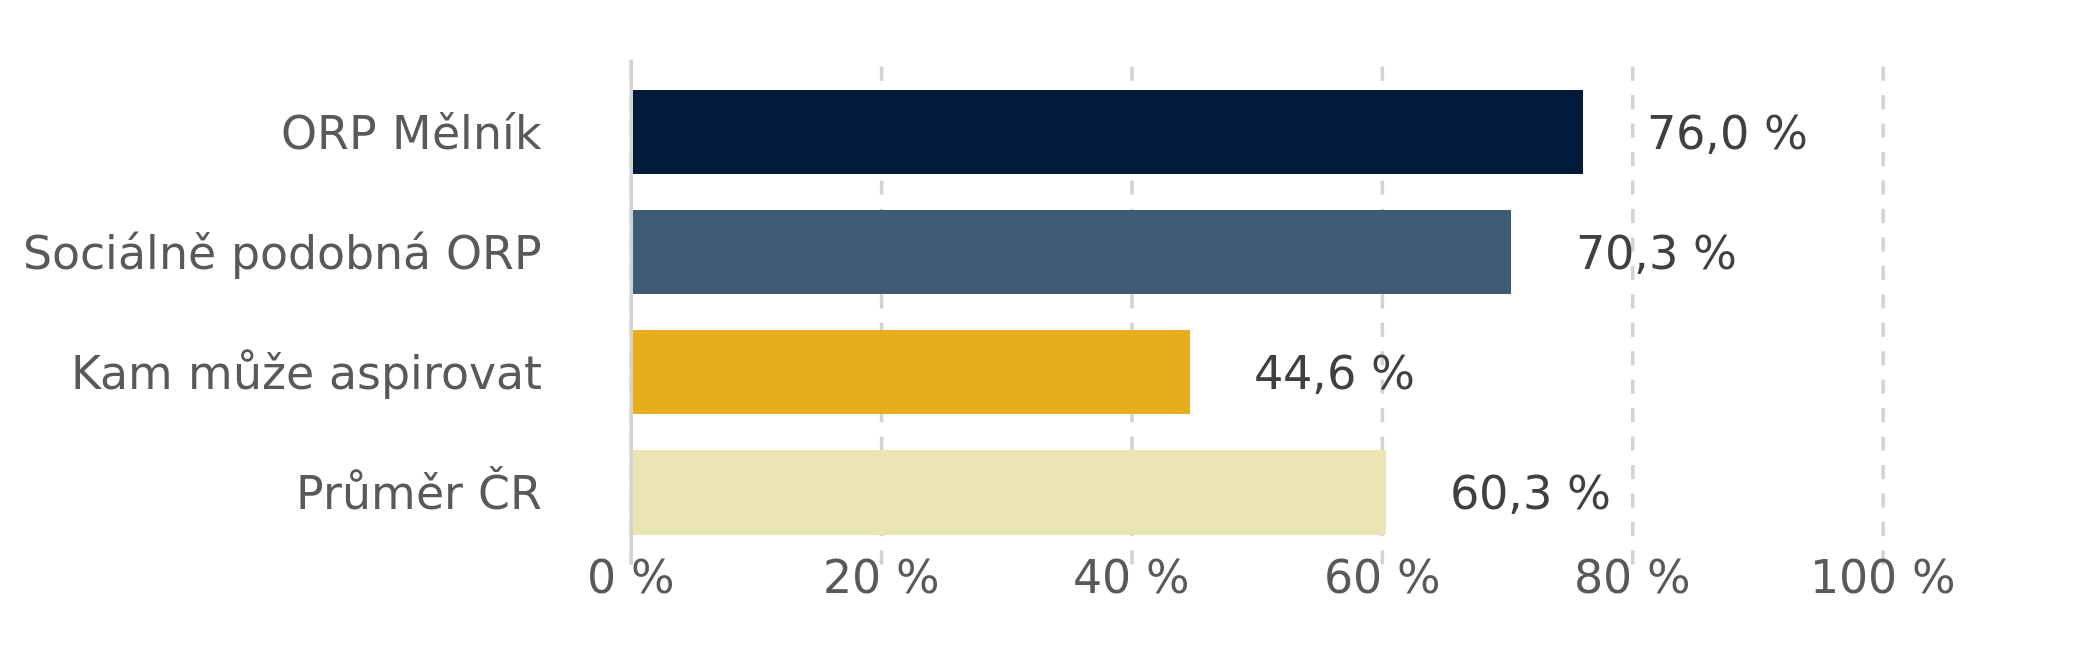 ORP Mělník 76,0 %
Sociálně podobná ORP 70,3 %
Kam může aspirovat 44,6 %
Průměr ČR 60,3 %
0 % 20 % 40 % 60 % 80 % 100 %